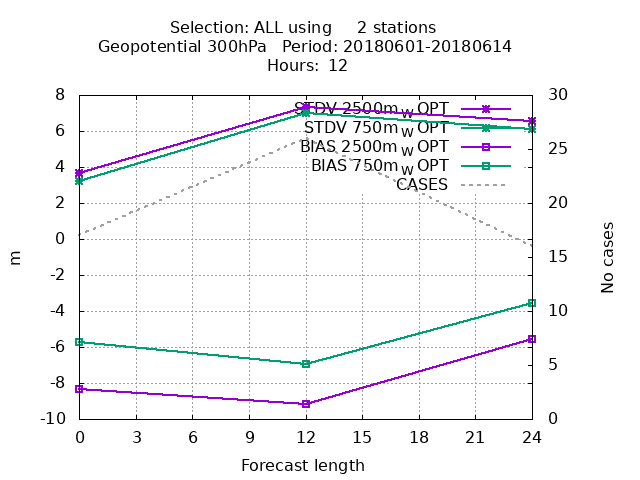 Selection: ALL using     2 stations
Geopotential 300hPa   Period: 20180601-20180614
Hours: 12
8
6
4
2
0
-2
-4
-6
-8
-10
m
STDV 2500m_W OPT
STDV 750m_W OPT
BIAS 2500m_W OPT
BIAS 750m_W OPT
CASES
30
25
20
15
10
5
0
No cases
0 3 6 9 12 15 18 21 24
Forecast length